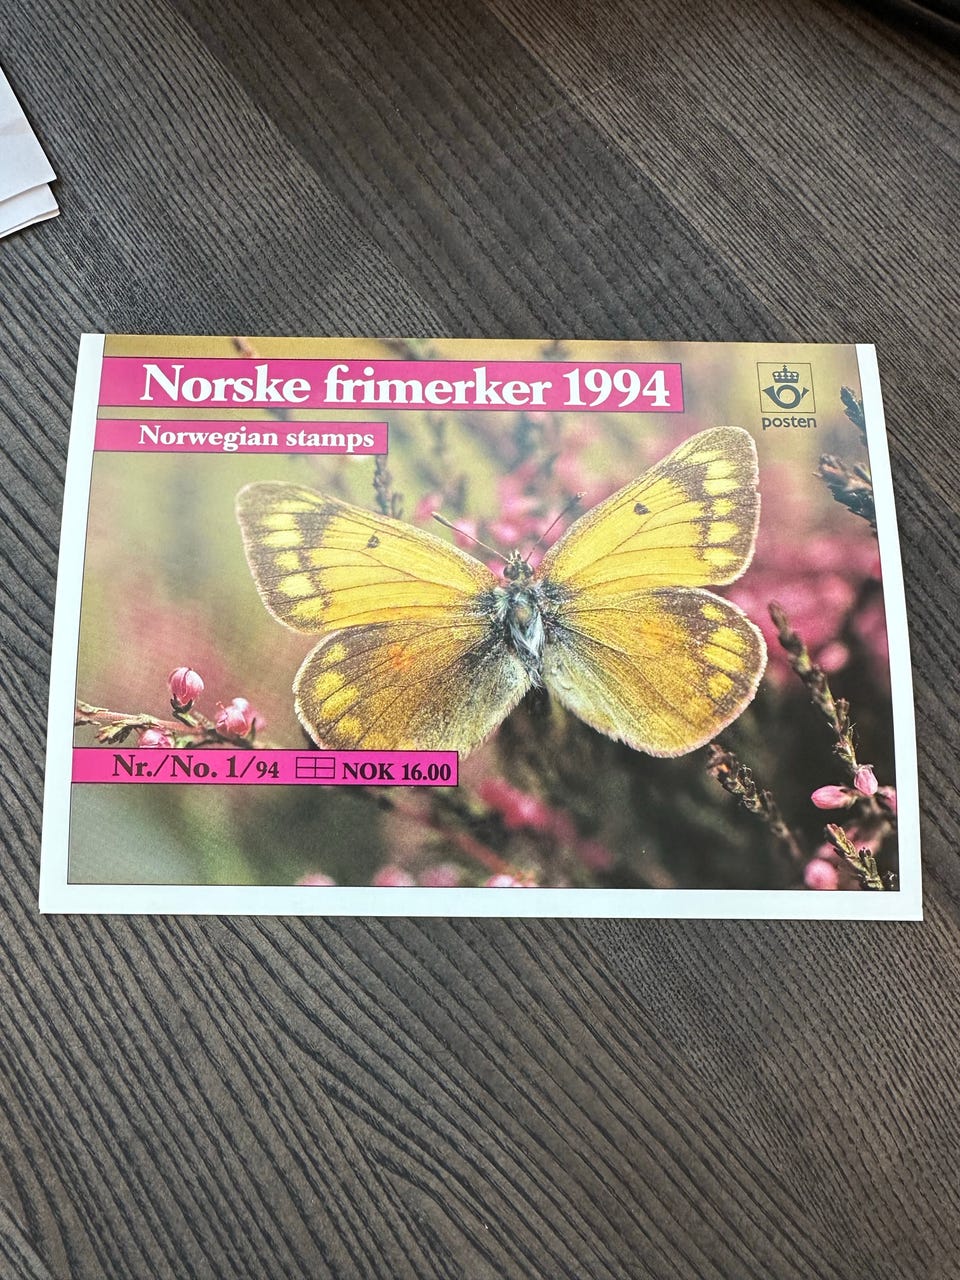 Norske frimerker 1994
posten
Norwegian stamps
Nr./No. 1/94 NOK 16.00